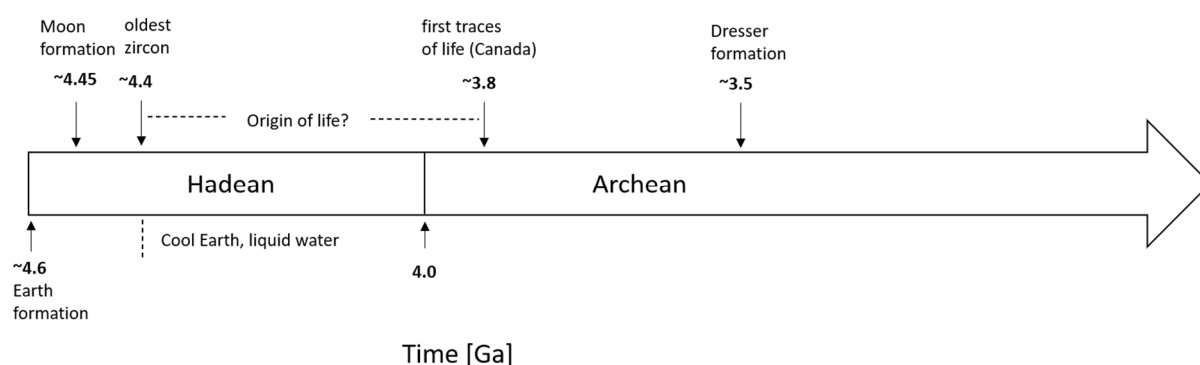 Moon
formation
~4.45
oldest
zircon
~4.4
first traces
of life (Canada)
~3.8
Dresser
formation
~3.5
Origin of life?
Hadean
Archean
Cool Earth, liquid water
~4.6
Earth
formation
4.0
Time [Ga]